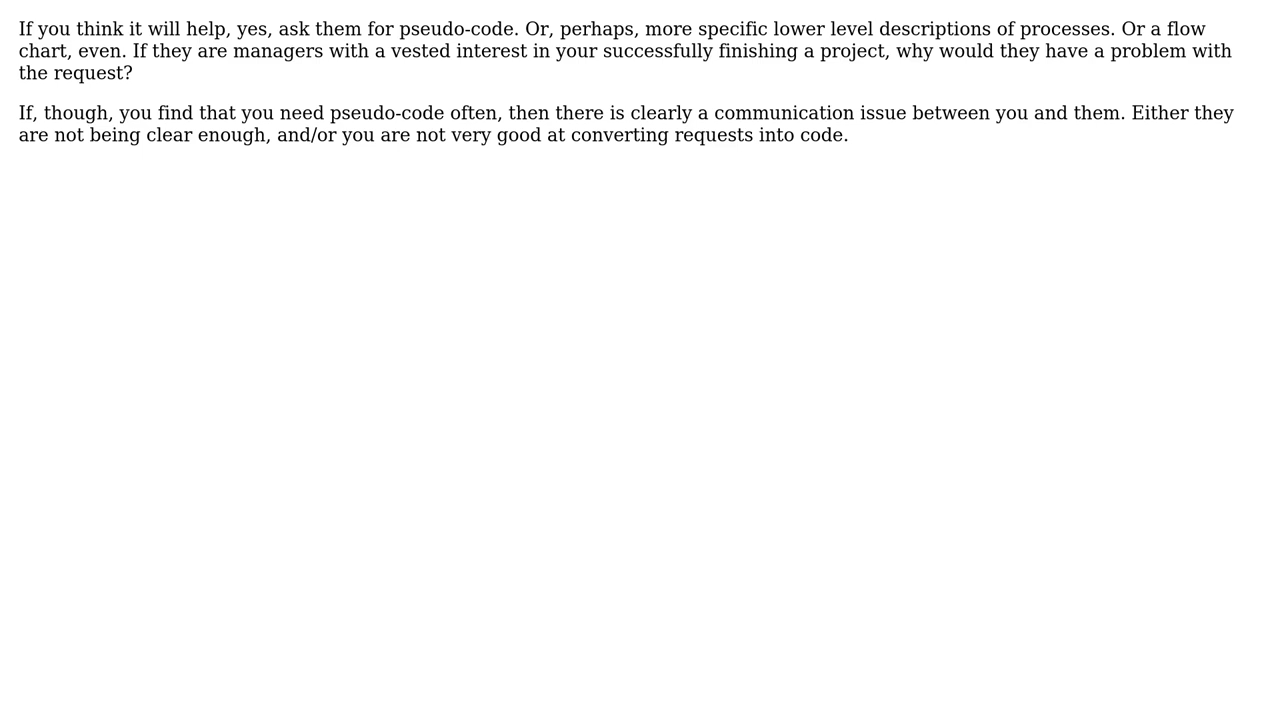 If you think it will help, yes, ask them for pseudo-code. Or, perhaps, more specific lower level descriptions of processes. Or a flow
chart, even. If they are managers with a vested interest in your successfully finishing a project, why would they have a problem with
the request?
If, though, you find that you need pseudo-code often, then there is clearly a communication issue between you and them. Either they
are not being clear enough, and/or you are not very good at converting requests into code.